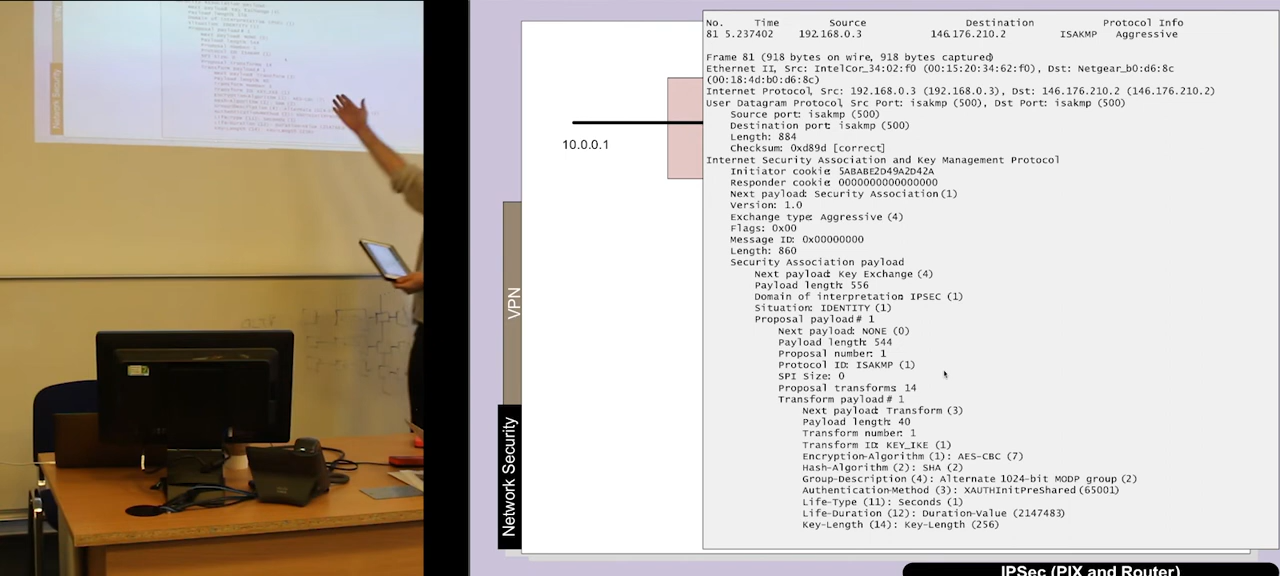 No. Time Source Destination Protocol Info
81 5.237402 192.168.0.3 146.176.210.2 ISAKMP Aggressive
Frame 81 (918 bytes on wire, 918 bytes captured)
Ethernet II, Src: IntelCor_34:02:f0 (00:15:20:34:62:f0), Dst: Netgear_b0:d6:8c
(00:18:4d:b0:d6:8c)
Internet Protocol, Src: 192.168.0.3 (192.168.0.3), Dst: 146.176.210.2 (146.176.210.2)
User Datagram Protocol, Src Port: isakmp (500), Dst Port: isakmp (500)
Source port: isakmp (500)
Destination port: isakmp (500)
Length: 884
Checksum: 0xd89d [correct]
Internet Security Association and Key Management Protocol
Initiator cookie: 5ABABE2D49A2D42A
Responder cookie: 0000000000000000
Next payload: Security Association (1)
Version: 1.0
Exchange type: Aggressive (4)
Flags: 0x00
Message ID: 0x00000000
Length: 860
Security Association payload
Next payload: Key Exchange (4)
Payload length: 556
Domain of interpretation: IPSEC (1)
Situation: IDENTITY (1)
Proposal payload # 1
Next payload: NONE (0)
Payload length: 544
Proposal number: 1
Protocol ID: ISAKMP (1)
SPI Size: 0
Proposal transforms: 14
Transform payload # 1
Next payload: Transform (3)
Payload length: 40
Transform number: 1
Transform ID: KEY_IKE (1)
Encryption-Algorithm (1): AES-CBC (7)
Hash-Algorithm (2): SHA (2)
Group-Description (4): Alternate 1024-bit MODP group (2)
Authentication-Method (3): XAUTHInitPreShared (65001)
Life-Type (11): Seconds (1)
Life-Duration (12): Duration-Value (2147483)
Key-Length (14): Key-Length (256)
10.0.0.1
VPN
Network Security
IPSec (PIX and Router)